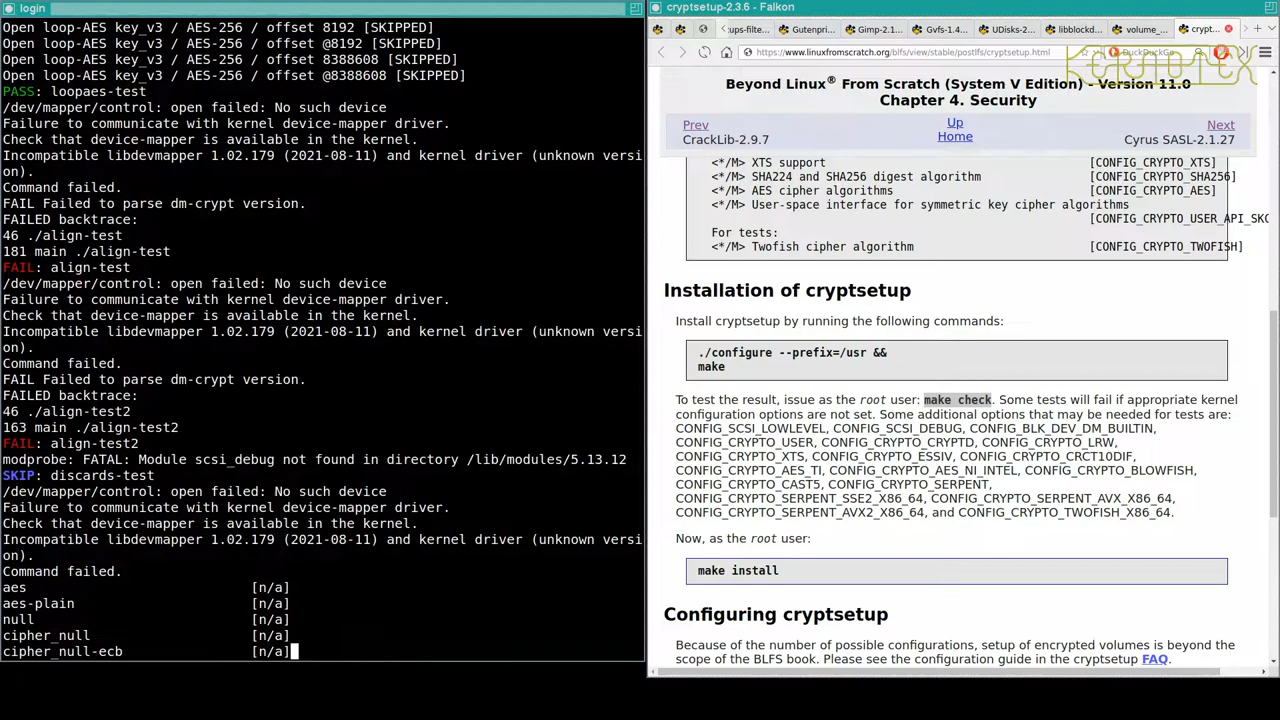 login
Open loop-AES key_v3 / AES-256 / offset 8192 [SKIPPED]
Open loop-AES key_v3 / AES-256 / offset @8192 [SKIPPED]
Open loop-AES key_v3 / AES-256 / offset 8388608 [SKIPPED]
Open loop-AES key_v3 / AES-256 / offset @8388608 [SKIPPED]
PASS: loopaes-test
/dev/mapper/control: open failed: No such device
Failure to communicate with kernel device-mapper driver.
Check that device-mapper is available in the kernel.
Incompatible libdevmapper 1.02.179 (2021-08-11) and kernel driver (unknown versi
on).
Command failed.
FAIL Failed to parse dm-crypt version.
FAILED backtrace:
46 ./align-test
181 main ./align-test
FAIL: align-test
/dev/mapper/control: open failed: No such device
Failure to communicate with kernel device-mapper driver.
Check that device-mapper is available in the kernel.
Incompatible libdevmapper 1.02.179 (2021-08-11) and kernel driver (unknown versi
on).
Command failed.
FAIL Failed to parse dm-crypt version.
FAILED backtrace:
46 ./align-test2
163 main ./align-test2
FAIL: align-test2
modprobe: FATAL: Module scsi_debug not found in directory /lib/modules/5.13.12
SKIP: discards-test
/dev/mapper/control: open failed: No such device
Failure to communicate with kernel device-mapper driver.
Check that device-mapper is available in the kernel.
Incompatible libdevmapper 1.02.179 (2021-08-11) and kernel driver (unknown versi
on).
Command failed.
aes [n/a]
aes-plain [n/a]
null [n/a]
cipher_null [n/a]
cipher_null-ecb [n/a]
cryptsetup-2.3.6 - Falkon
cups-filte... Gutenpri... Gimp-2.1... Gvfs-1.4... UDisks-2... libblockd... volume_... crypt...
https://www.linuxfromscratch.org/blfs/view/stable/postlfs/cryptsetup.html DuckDuckGo
KERNOTEX
Beyond Linux® From Scratch (System V Edition) - Version 11.0
Chapter 4. Security
Prev Up Next
CrackLib-2.9.7 Home Cyrus SASL-2.1.27
<*/M> XTS support [CONFIG_CRYPTO_XTS]
<*/M> SHA224 and SHA256 digest algorithm [CONFIG_CRYPTO_SHA256]
<*/M> AES cipher algorithms [CONFIG_CRYPTO_AES]
<*/M> User-space interface for symmetric key cipher algorithms
[CONFIG_CRYPTO_USER_API_SKC
For tests:
<*/M> Twofish cipher algorithm [CONFIG_CRYPTO_TWOFISH]
Installation of cryptsetup
Install cryptsetup by running the following commands:
./configure --prefix=/usr &&
make
To test the result, issue as the root user: make check. Some tests will fail if appropriate kernel
configuration options are not set. Some additional options that may be needed for tests are:
CONFIG_SCSI_LOWLEVEL, CONFIG_SCSI_DEBUG, CONFIG_BLK_DEV_DM_BUILTIN,
CONFIG_CRYPTO_USER, CONFIG_CRYPTO_CRYPTD, CONFIG_CRYPTO_LRW,
CONFIG_CRYPTO_XTS, CONFIG_CRYPTO_ESSIV, CONFIG_CRYPTO_CRCT10DIF,
CONFIG_CRYPTO_AES_TI, CONFIG_CRYPTO_AES_NI_INTEL, CONFIG_CRYPTO_BLOWFISH,
CONFIG_CRYPTO_CAST5, CONFIG_CRYPTO_SERPENT,
CONFIG_CRYPTO_SERPENT_SSE2_X86_64, CONFIG_CRYPTO_SERPENT_AVX_X86_64,
CONFIG_CRYPTO_SERPENT_AVX2_X86_64, and CONFIG_CRYPTO_TWOFISH_X86_64.
Now, as the root user:
make install
Configuring cryptsetup
Because of the number of possible configurations, setup of encrypted volumes is beyond the
scope of the BLFS book. Please see the configuration guide in the cryptsetup FAQ.